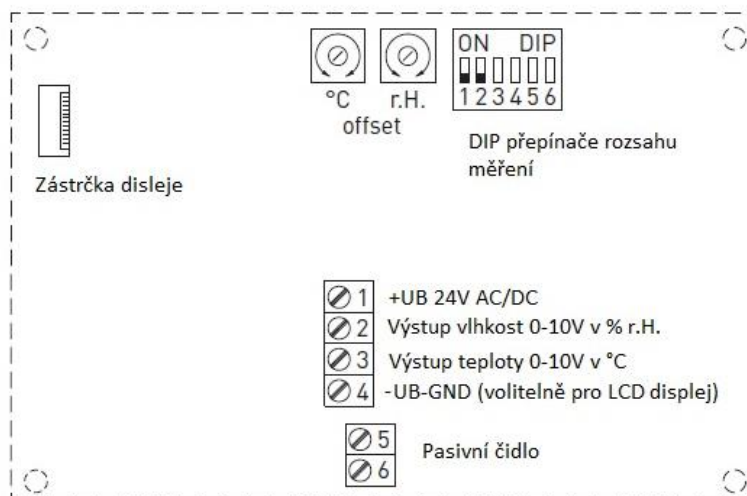 ON DIP
1 2 3 4 5 6
°C r.H.
offset
DIP přepínače rozsahu
měření
Zástrčka disleje
1 +UB 24V AC/DC
2 Výstup vlhkost 0-10V v % r.H.
3 Výstup teploty 0-10V v °C
4 -UB-GND (volitelně pro LCD displej)
5
Pasivní čidlo
6